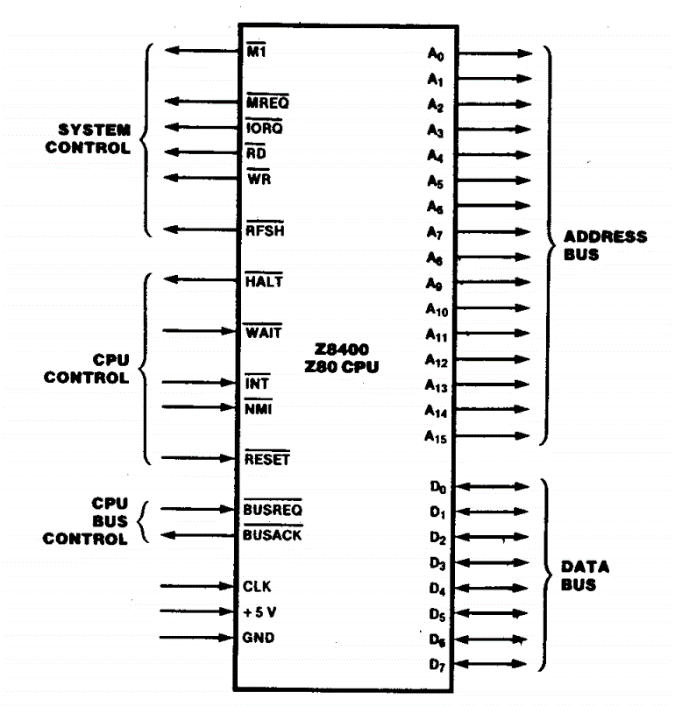 SYSTEM
CONTROL
M1
MREQ
IORQ
RD
WR
RFSH
CPU
CONTROL
HALT
WAIT
INT
NMI
RESET
CPU
BUS
CONTROL
BUSREQ
BUSACK
CLK
+5 V
GND
Z8400
Z80 CPU
A0
A1
A2
A3
A4
A5
A6
A7
A8
A9
A10
A11
A12
A13
A14
A15
ADDRESS
BUS
D0
D1
D2
D3
D4
D5
D6
D7
DATA
BUS